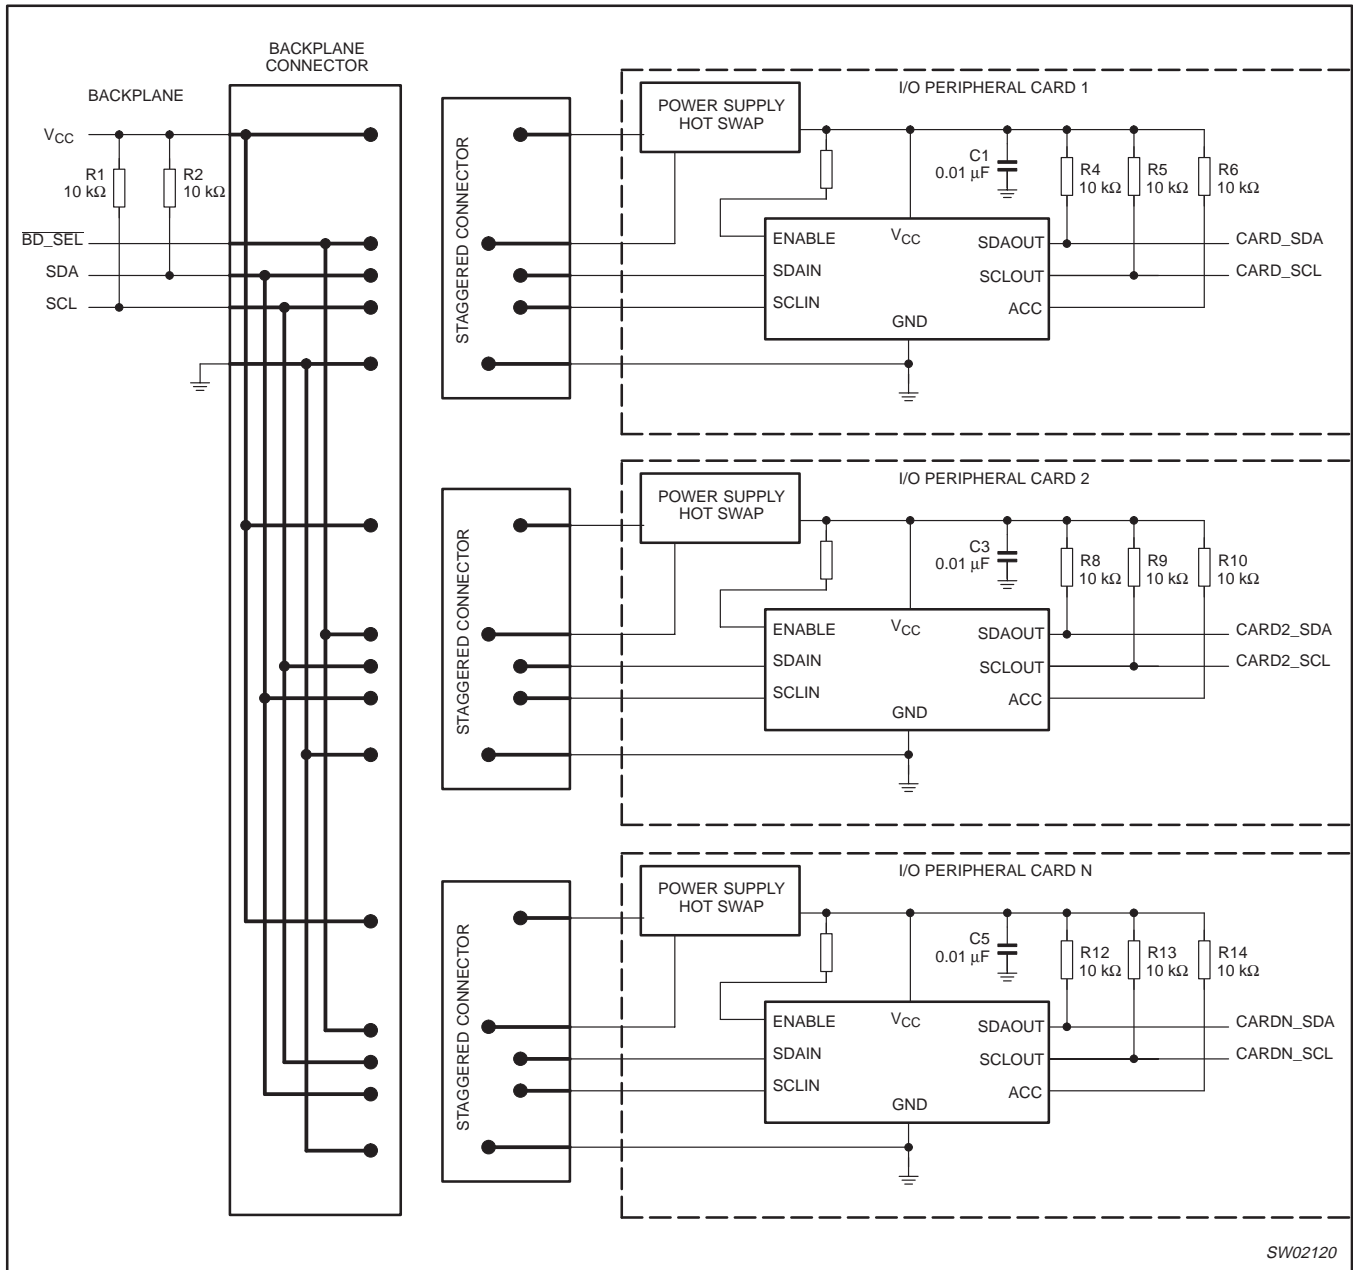 BACKPLANE
CONNECTOR
BACKPLANE
VCC
R1
10 kΩ
R2
10 kΩ
BD_SEL
SDA
SCL
STAGGERED CONNECTOR
I/O PERIPHERAL CARD 1
POWER SUPPLY
HOT SWAP
C1
0.01 µF
R4
10 kΩ
R5
10 kΩ
R6
10 kΩ
ENABLE
VCC
SDAOUT
CARD_SDA
SDAIN
SCLOUT
CARD_SCL
SCLIN
ACC
GND
STAGGERED CONNECTOR
I/O PERIPHERAL CARD 2
POWER SUPPLY
HOT SWAP
C3
0.01 µF
R8
10 kΩ
R9
10 kΩ
R10
10 kΩ
ENABLE
VCC
SDAOUT
CARD2_SDA
SDAIN
SCLOUT
CARD2_SCL
SCLIN
ACC
GND
STAGGERED CONNECTOR
I/O PERIPHERAL CARD N
POWER SUPPLY
HOT SWAP
C5
0.01 µF
R12
10 kΩ
R13
10 kΩ
R14
10 kΩ
ENABLE
VCC
SDAOUT
CARDN_SDA
SDAIN
SCLOUT
CARDN_SCL
SCLIN
ACC
GND
SW02120